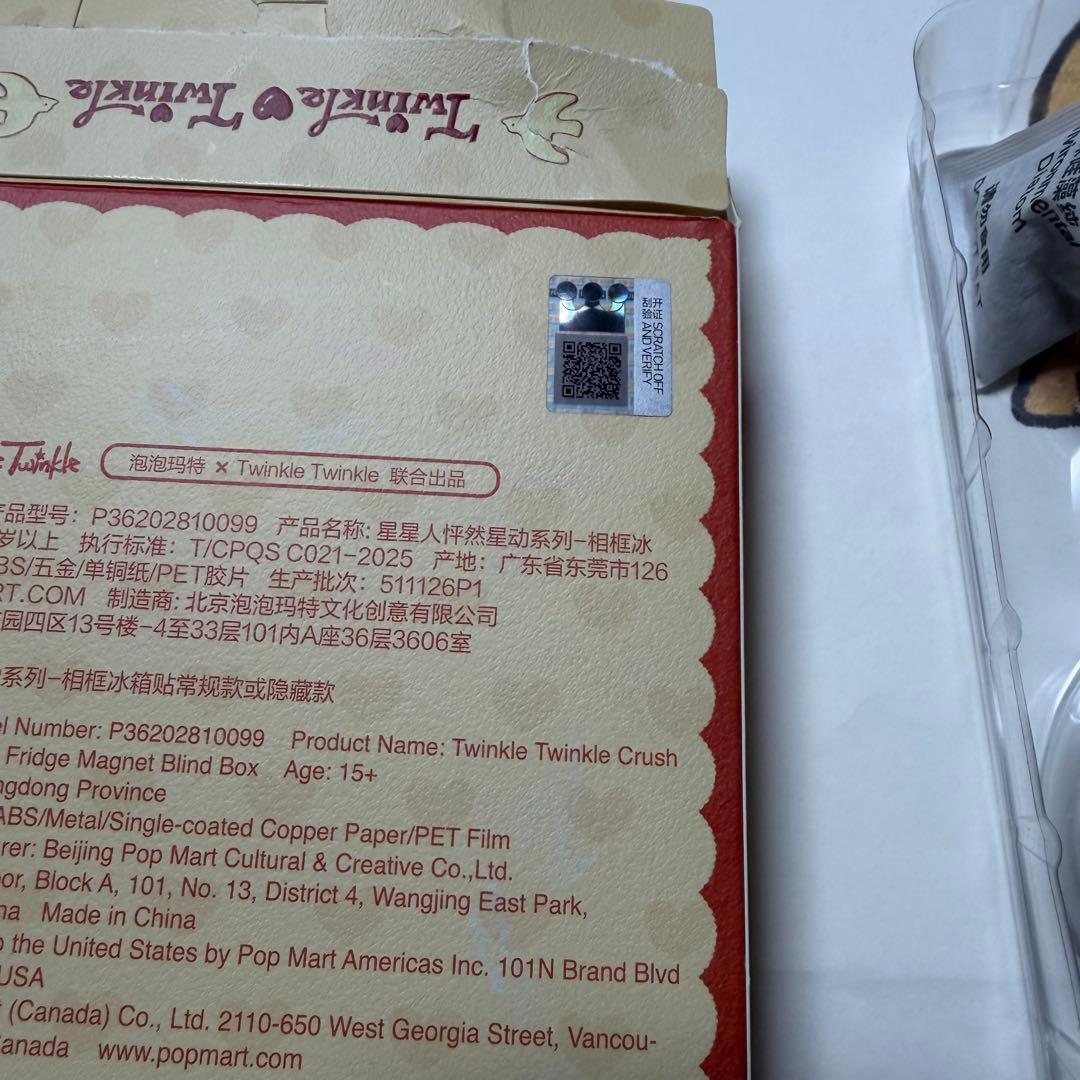 Twinkle Twinkle
开启 SCRATCH OFF
AND VERIFY
Twinkle
泡泡玛特 × Twinkle Twinkle 联合出品
产品型号: P36202810099 产品名称: 星星人怦然星动系列-相框冰
岁以上 执行标准: T/CPQS C021-2025 产地: 广东省东莞市126
BS/五金/单铜纸/PET胶片 生产批次: 511126P1
RT.COM 制造商: 北京泡泡玛特文化创意有限公司
园四区13号楼-4至33层101内A座36层3606室
系列-相框冰箱贴常规款或隐藏款
el Number: P36202810099 Product Name: Twinkle Twinkle Crush
Fridge Magnet Blind Box Age: 15+
ngdong Province
ABS/Metal/Single-coated Copper Paper/PET Film
rer: Beijing Pop Mart Cultural & Creative Co.,Ltd.
or, Block A, 101, No. 13, District 4, Wangjing East Park,
na Made in China
o the United States by Pop Mart Americas Inc. 101N Brand Blvd
USA
t (Canada) Co., Ltd. 2110-650 West Georgia Street, Vancou-
Canada www.popmart.com